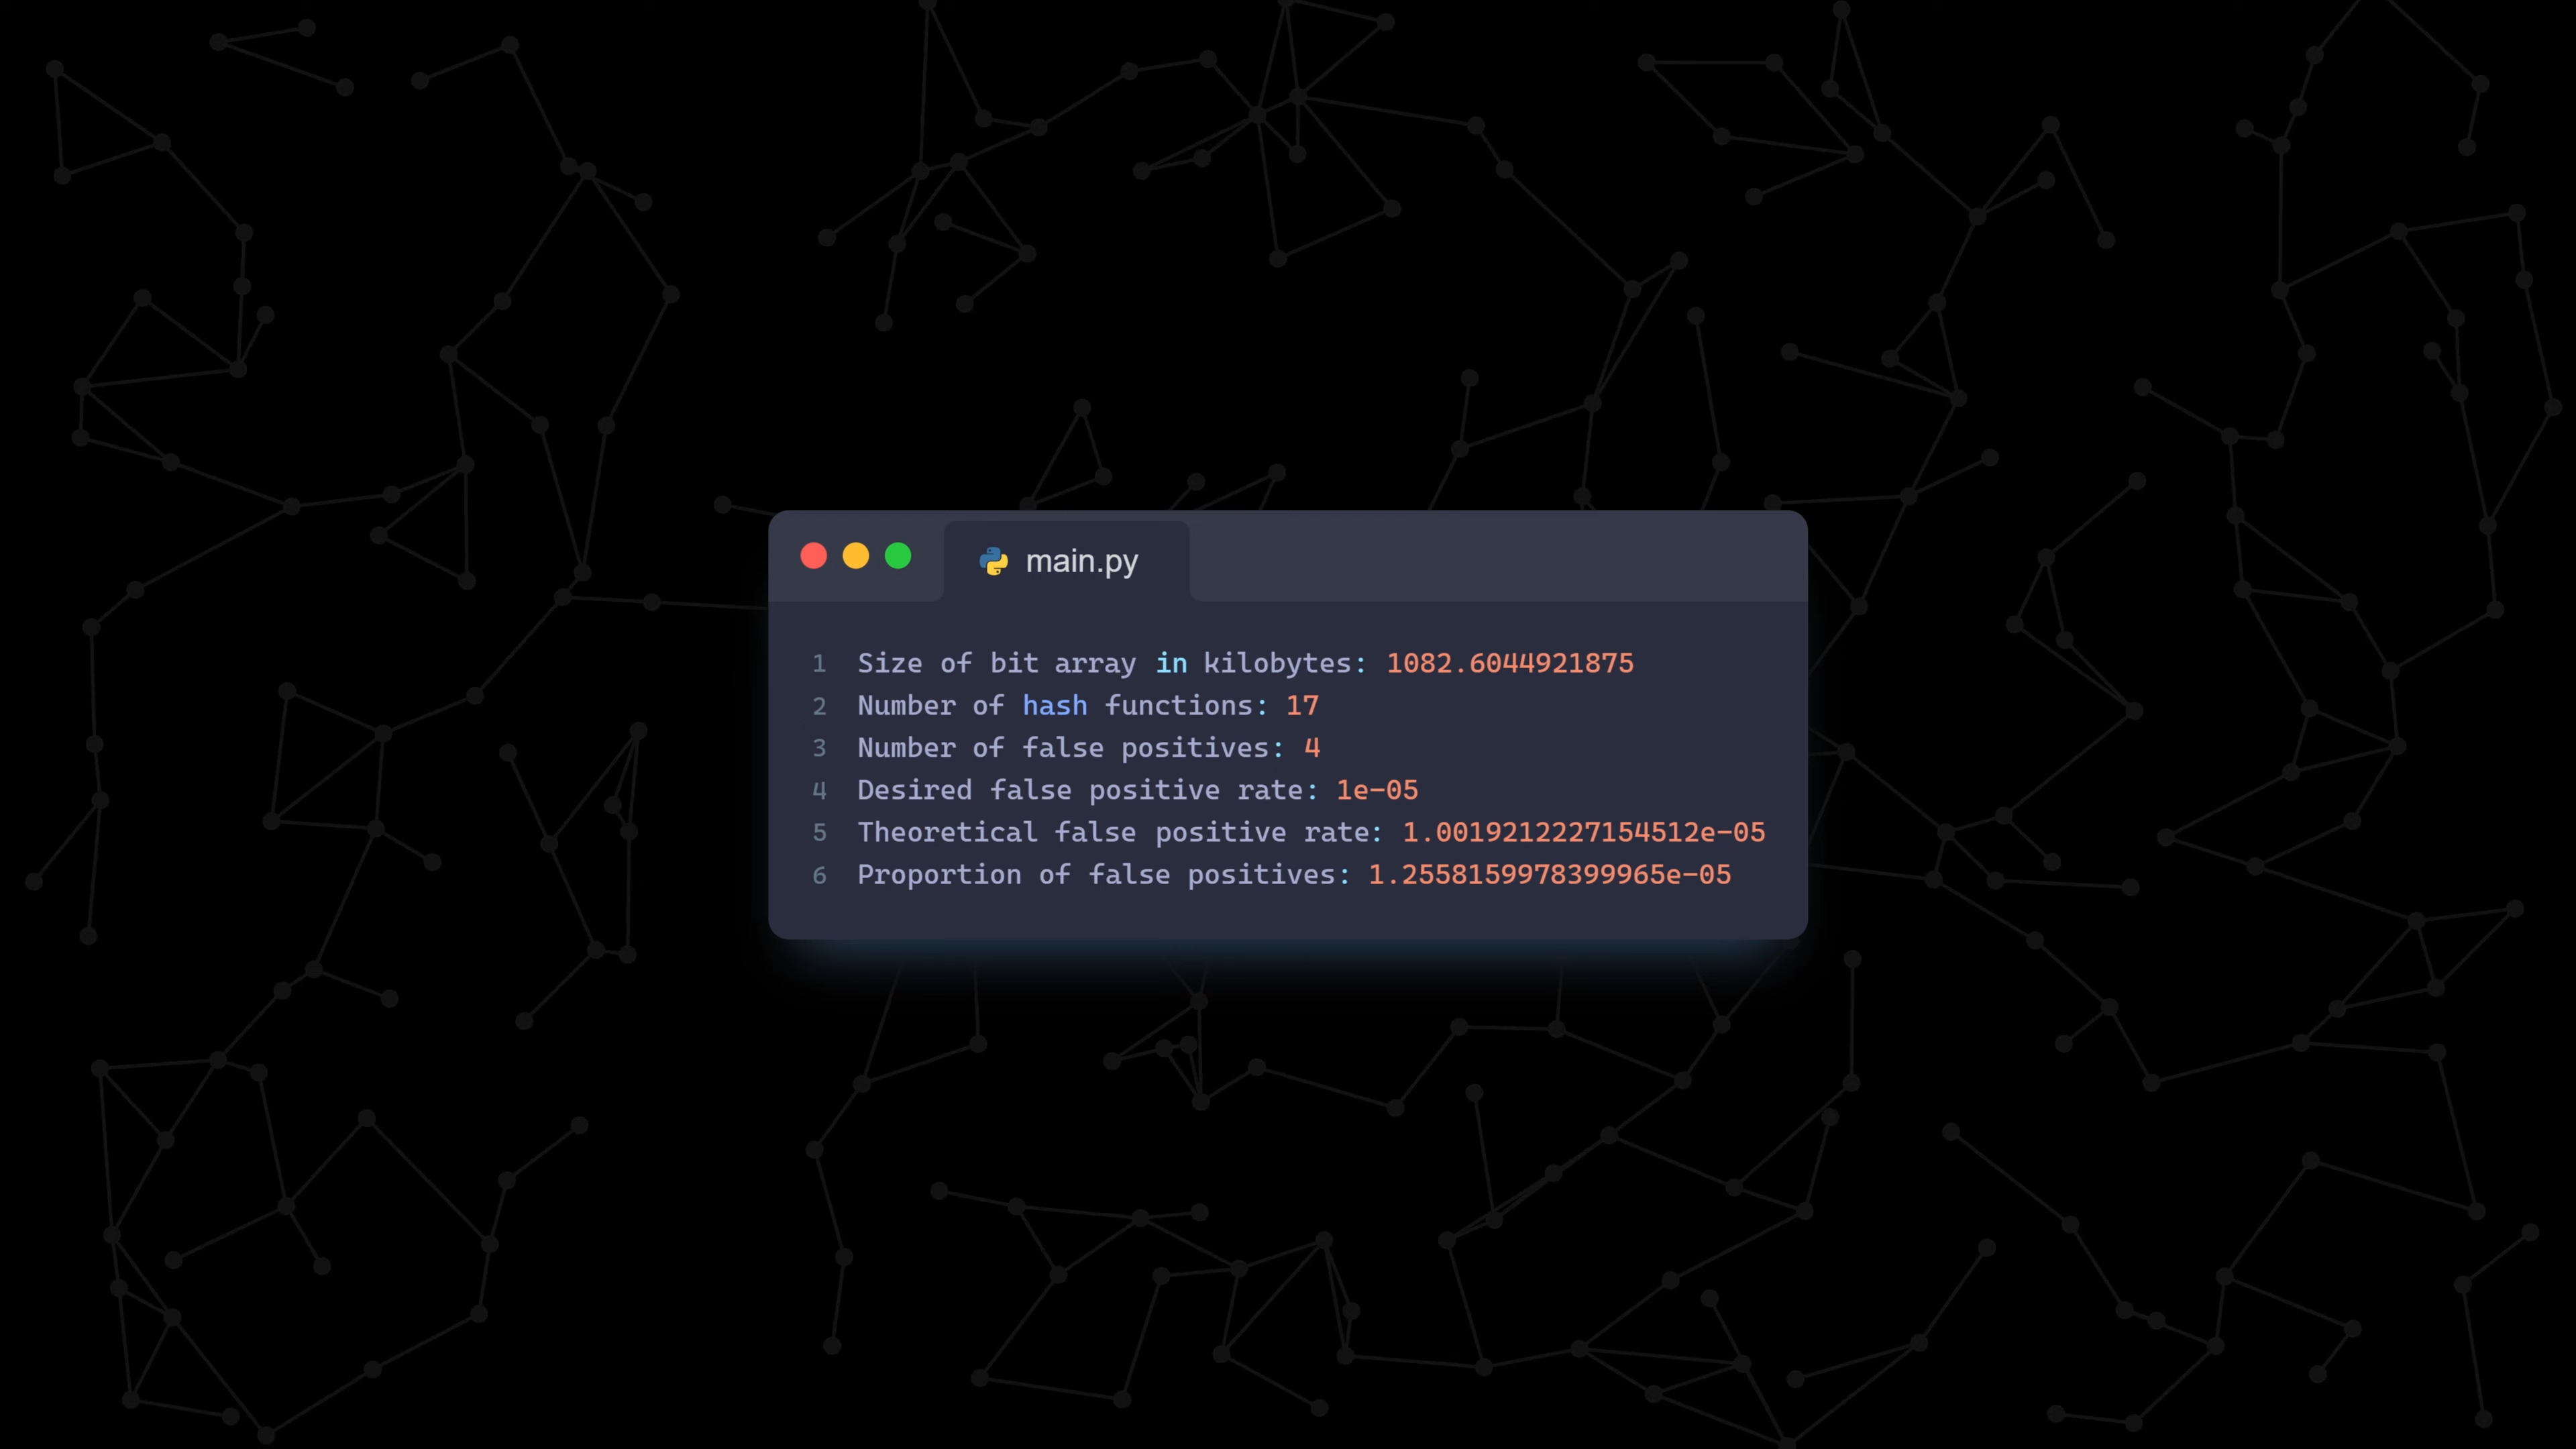 main.py
1 Size of bit array in kilobytes: 1082.6044921875
2 Number of hash functions: 17
3 Number of false positives: 4
4 Desired false positive rate: 1e-05
5 Theoretical false positive rate: 1.0019212227154512e-05
6 Proportion of false positives: 1.2558159978399965e-05